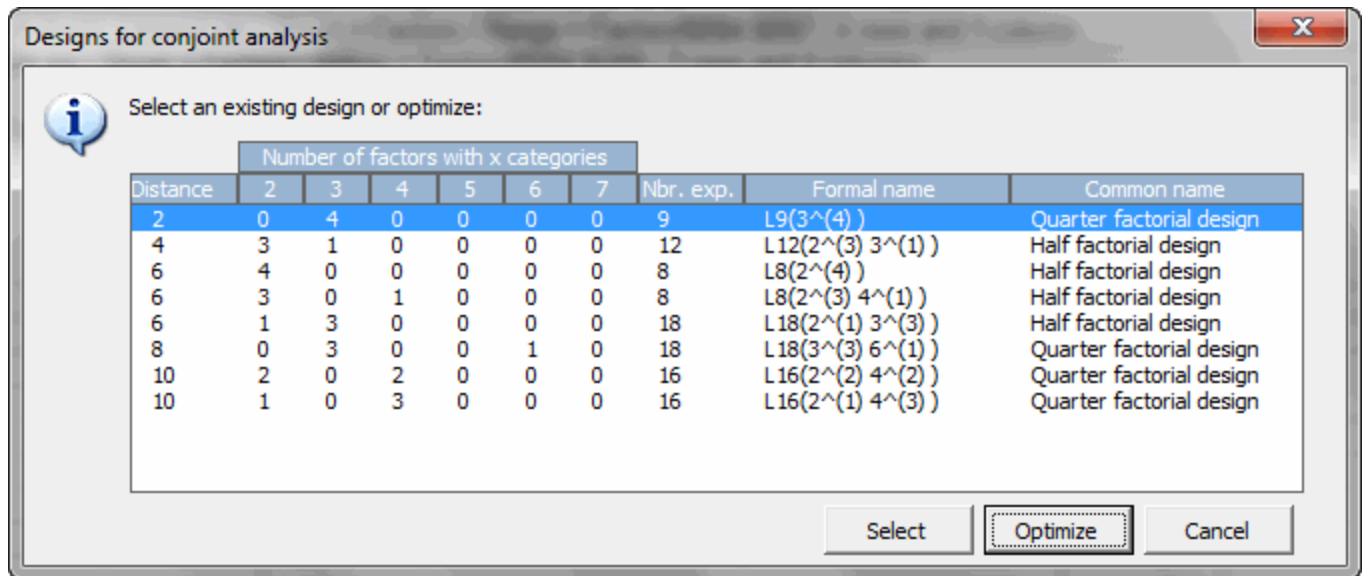 Designs for conjoint analysis
Select an existing design or optimize:
Number of factors with x categories
Distance 2 3 4 5 6 7 Nbr. exp. Formal name Common name
2 0 4 0 0 0 0 9 L9(3^(4) ) Quarter factorial design
4 3 1 0 0 0 0 12 L12(2^(3) 3^(1) ) Half factorial design
6 4 0 0 0 0 0 8 L8(2^(4) ) Half factorial design
6 3 0 1 0 0 0 8 L8(2^(3) 4^(1) ) Half factorial design
6 1 3 0 0 0 0 18 L18(2^(1) 3^(3) ) Half factorial design
8 0 3 0 0 1 0 18 L18(3^(3) 6^(1) ) Quarter factorial design
10 2 0 2 0 0 0 16 L16(2^(2) 4^(2) ) Quarter factorial design
10 1 0 3 0 0 0 16 L16(2^(1) 4^(3) ) Quarter factorial design
Select Optimize Cancel